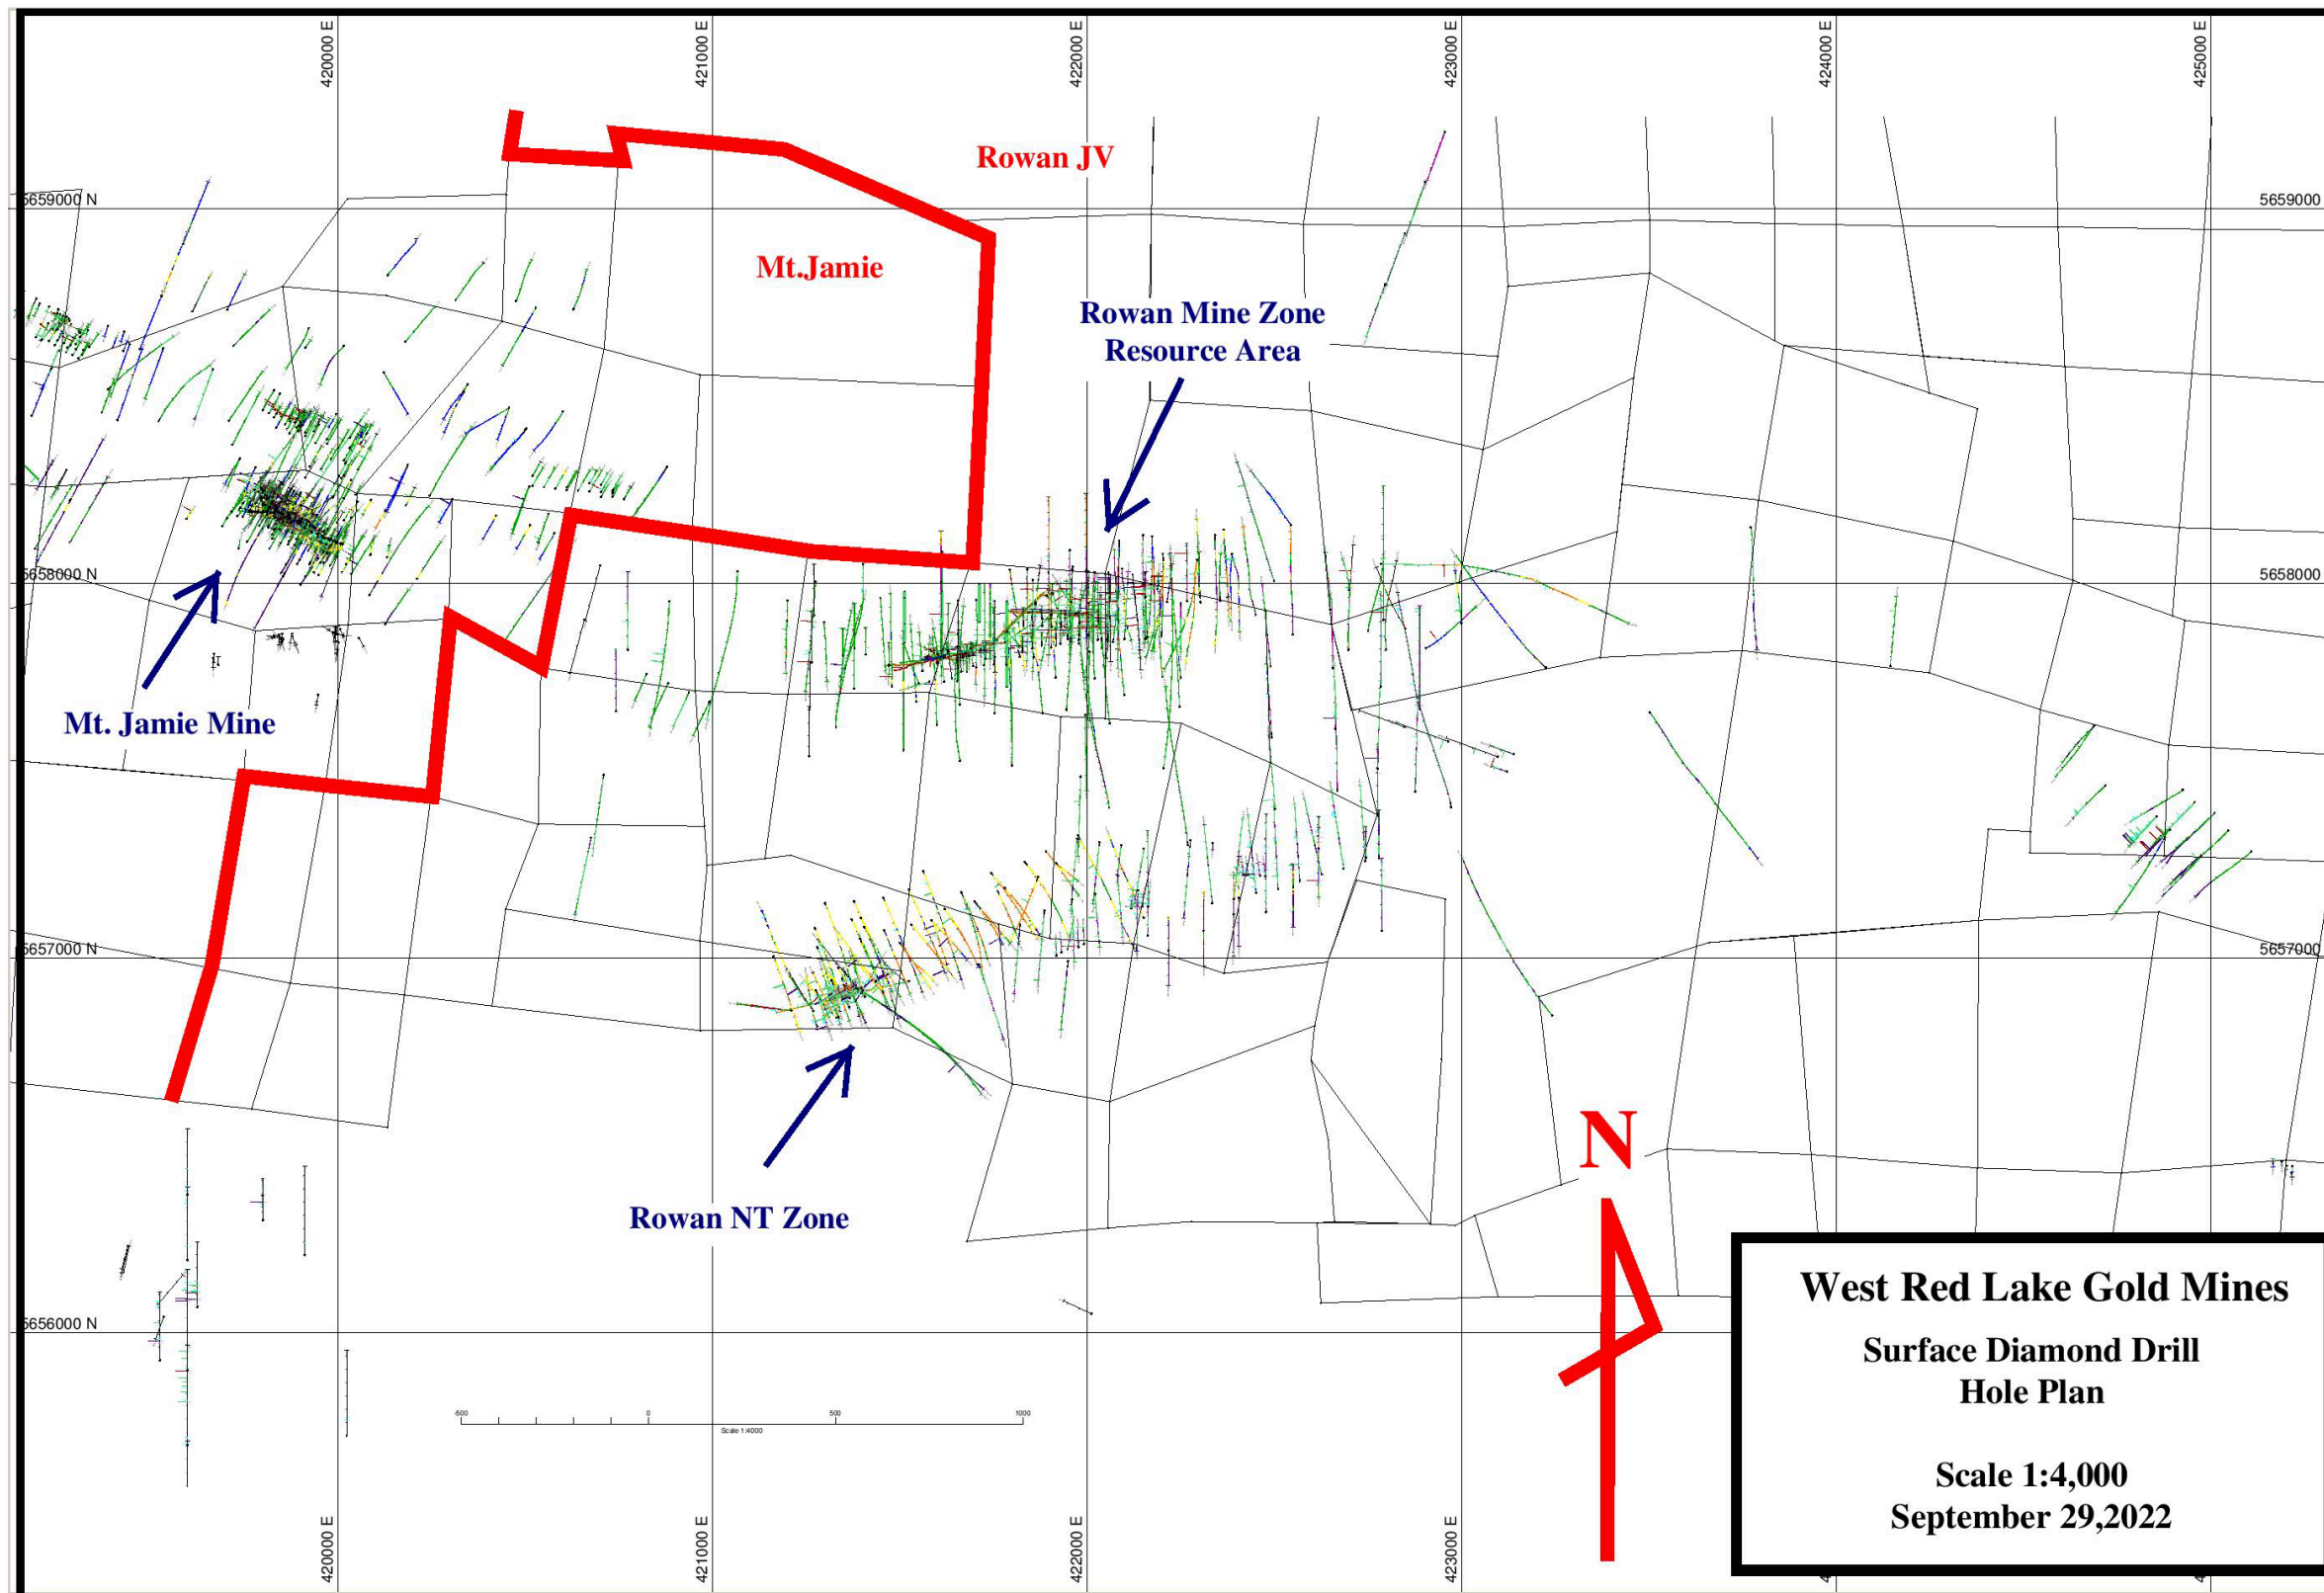 420000 E
421000 E
422000 E
423000 E
424000 E
425000 E
Rowan JV
5659000 N
5659000
Mt.Jamie
Rowan Mine Zone
Resource Area
5658000 N
5658000
Mt. Jamie Mine
5657000 N
5657000
N
Rowan NT Zone
West Red Lake Gold Mines
Surface Diamond Drill
Hole Plan
Scale 1:4,000
September 29,2022
5656000 N
-500
0
500
1000
Scale 1:4000
420000 E
421000 E
422000 E
423000 E